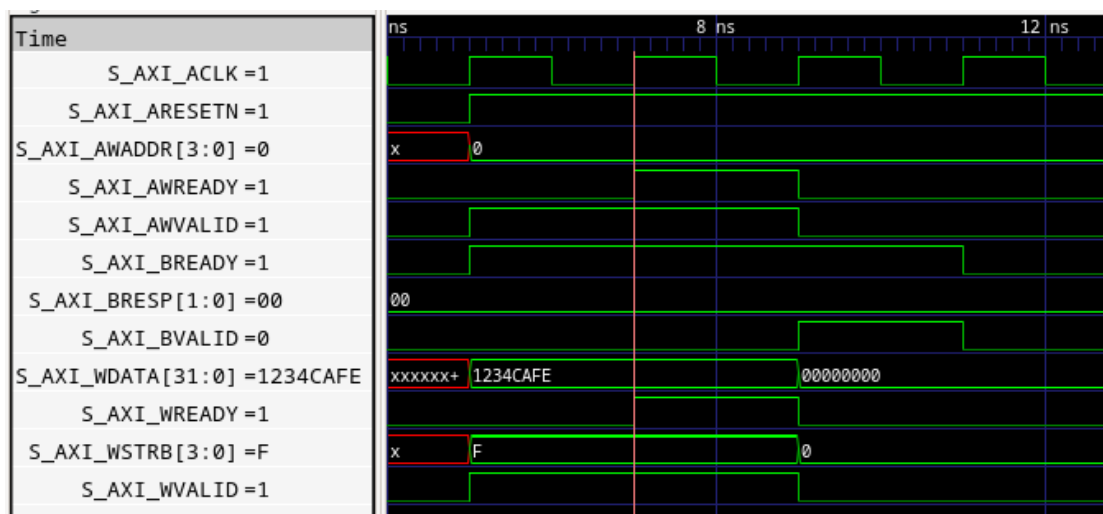 Time
ns 8 ns 12 ns
S_AXI_ACLK =1
S_AXI_ARESETN =1
S_AXI_AWADDR[3:0] =0 x 0
S_AXI_AWREADY =1
S_AXI_AWVALID =1
S_AXI_BREADY =1
S_AXI_BRESP[1:0] =00 00
S_AXI_BVALID =0
S_AXI_WDATA[31:0] =1234CAFE xxxxxx+ 1234CAFE 00000000
S_AXI_WREADY =1
S_AXI_WSTRB[3:0] =F x F 0
S_AXI_WVALID =1